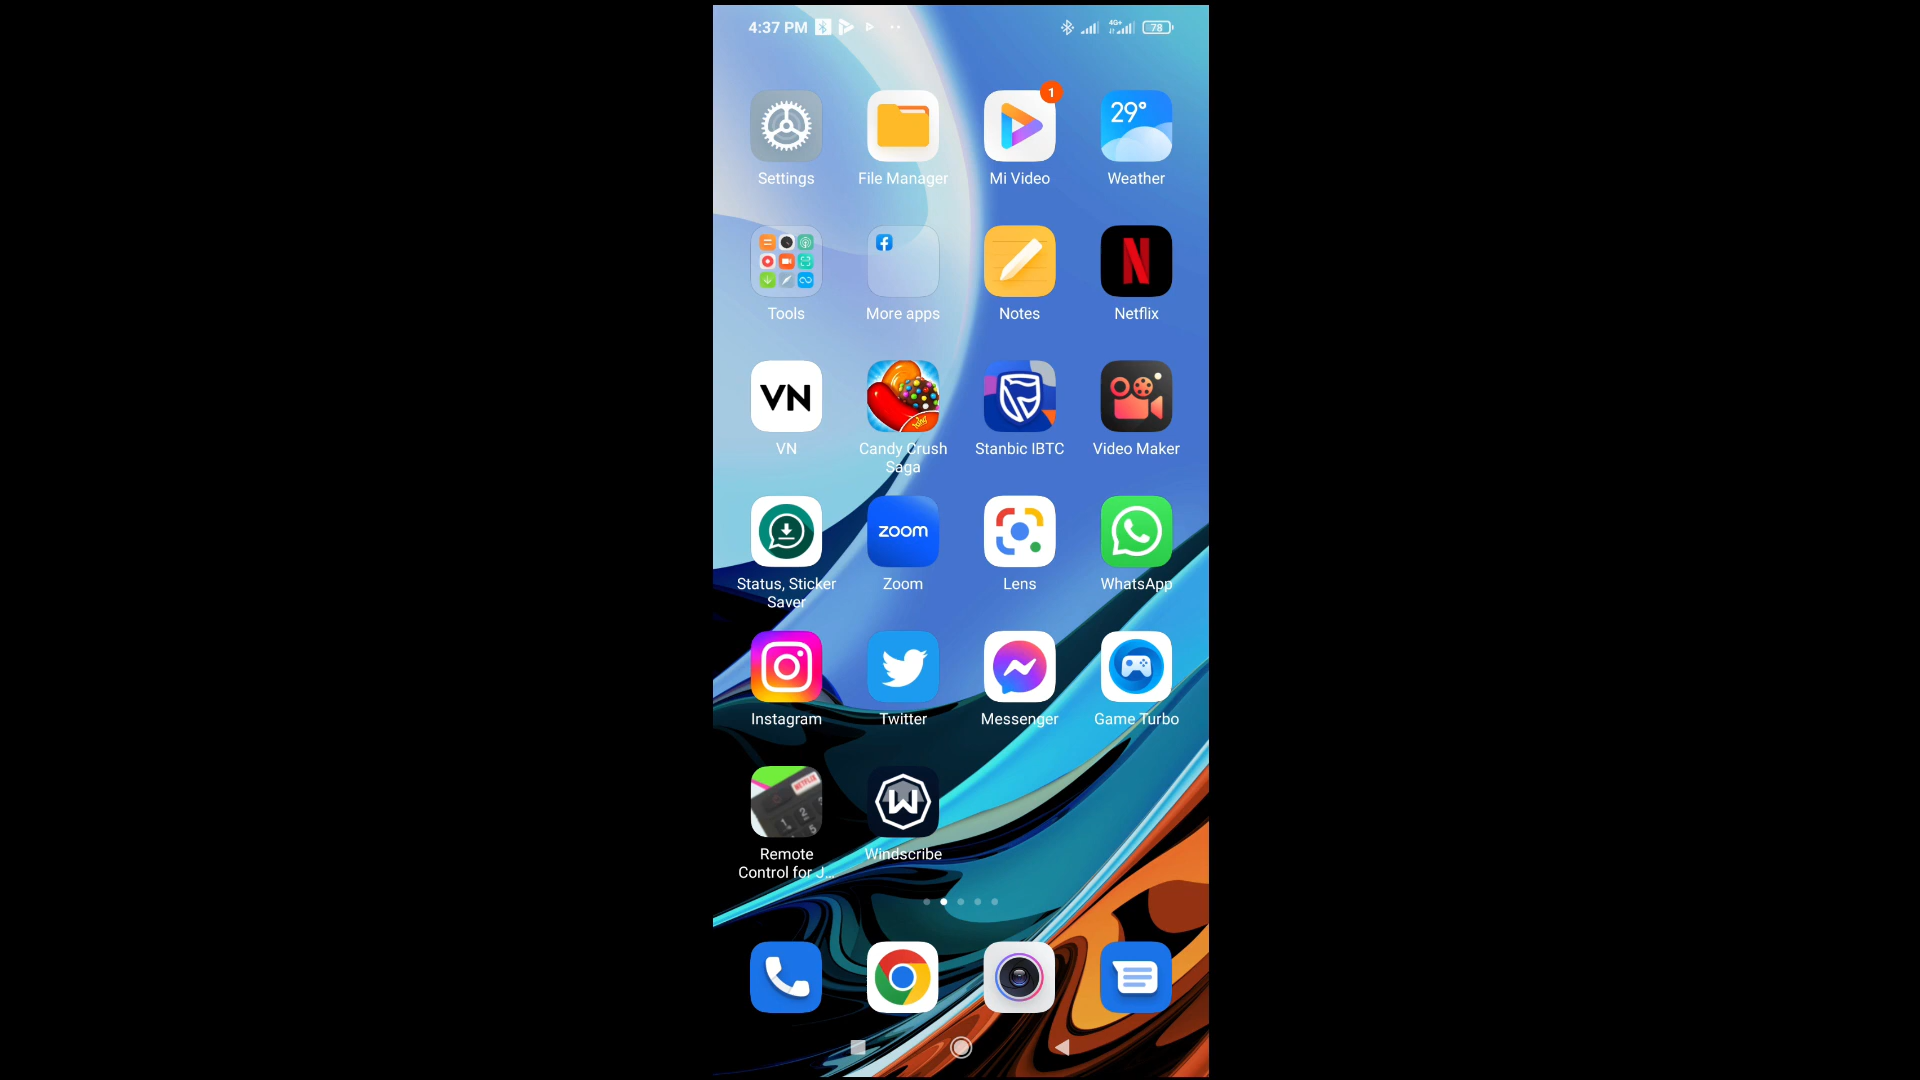 4:37 PM
4G+
78
1
29°
Settings
File Manager
Mi Video
Weather
Tools
More apps
Notes
Netflix
N
VN
VN
Candy Crush
Saga
Stanbic IBTC
Video Maker
zoom
Status, Sticker
Saver
Zoom
Lens
WhatsApp
Instagram
Twitter
Messenger
Game Turbo
NETFLIX
Remote
Control for J...
W
Windscribe